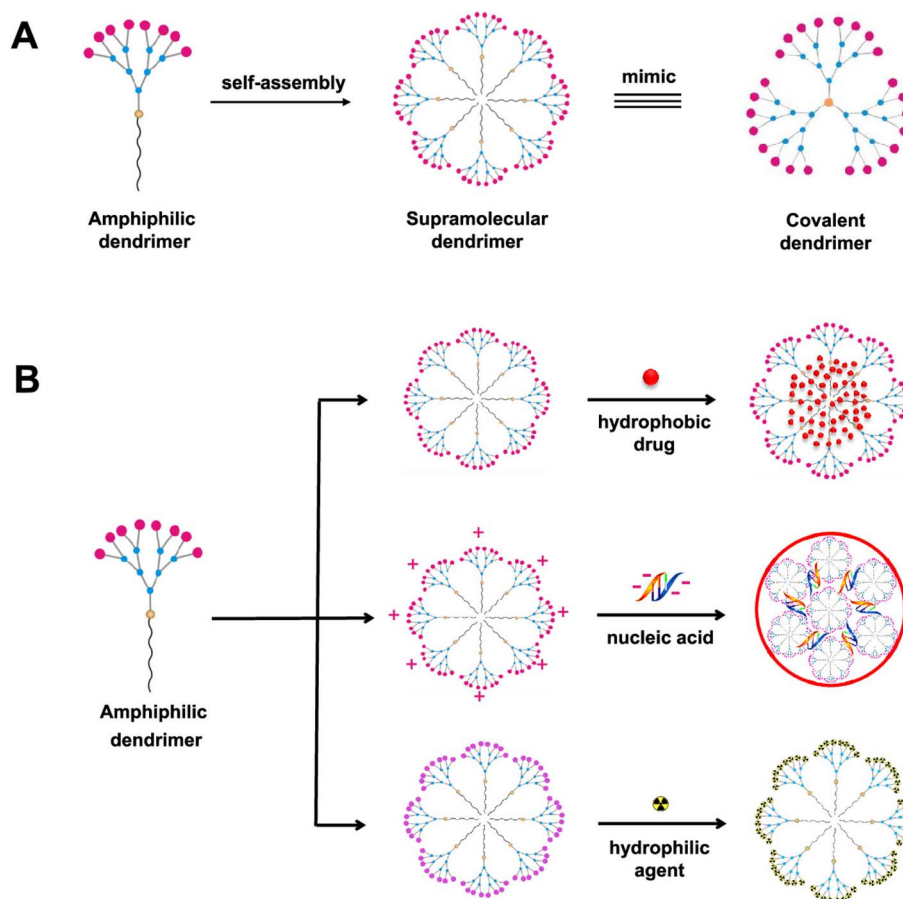 A
self-assembly
mimic
Amphiphilic
dendrimer
Supramolecular
dendrimer
Covalent
dendrimer
B
hydrophobic
drug
+
+ +
+ +
+ +
+
- -
- -
nucleic acid
Amphiphilic
dendrimer
hydrophilic
agent